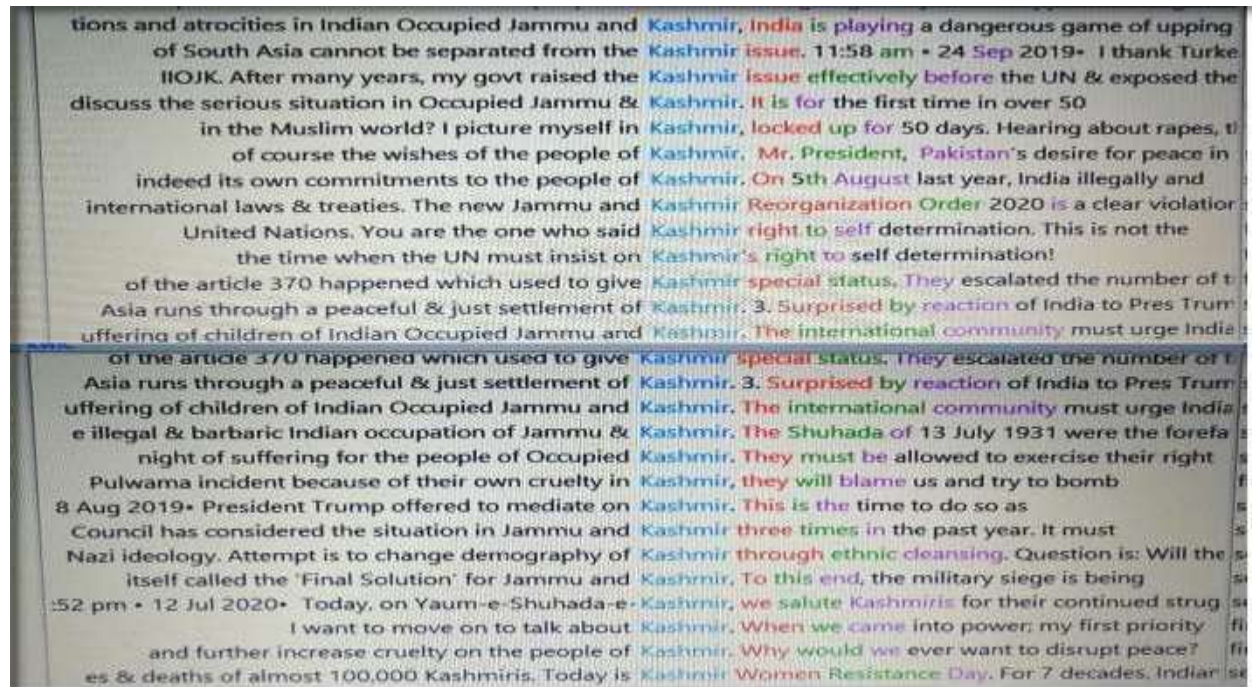 tions and atrocities in Indian Occupied Jammu and Kashmir, India is playing a dangerous game of upping
of South Asia cannot be separated from the Kashmir issue. 11:58 am • 24 Sep 2019• I thank Turke
IIOJK. After many years, my govt raised the Kashmir issue effectively before the UN & exposed the
discuss the serious situation in Occupied Jammu & Kashmir. It is for the first time in over 50
in the Muslim world? I picture myself in Kashmir, locked up for 50 days. Hearing about rapes, t
of course the wishes of the people of Kashmir. Mr. President, Pakistan's desire for peace in
indeed its own commitments to the people of Kashmir. On 5th August last year, India illegally and
international laws & treaties. The new Jammu and Kashmir Reorganization Order 2020 is a clear violation
United Nations. You are the one who said Kashmir right to self determination. This is not the
the time when the UN must insist on Kashmir's right to self determination!
of the article 370 happened which used to give Kashmir special status. They escalated the number of t
Asia runs through a peaceful & just settlement of Kashmir. 3. Surprised by reaction of India to Pres Trum
uffering of children of Indian Occupied Jammu and Kashmir. The international community must urge India
of the article 370 happened which used to give Kashmir special status. They escalated the number of t
Asia runs through a peaceful & just settlement of Kashmir. 3. Surprised by reaction of India to Pres Trum
uffering of children of Indian Occupied Jammu and Kashmir. The international community must urge India
e illegal & barbaric Indian occupation of Jammu & Kashmir. The Shuhada of 13 July 1931 were the forefa
night of suffering for the people of Occupied Kashmir. They must be allowed to exercise their right
Pulwama incident because of their own cruelty in Kashmir, they will blame us and try to bomb
8 Aug 2019• President Trump offered to mediate on Kashmir. This is the time to do so as
Council has considered the situation in Jammu and Kashmir three times in the past year. It must
Nazi ideology. Attempt is to change demography of Kashmir through ethnic cleansing. Question is: Will the
itself called the 'Final Solution' for Jammu and Kashmir. To this end, the military siege is being
:52 pm • 12 Jul 2020• Today, on Yaum-e-Shuhada-e-Kashmir, we salute Kashmiris for their continued strug
I want to move on to talk about Kashmir. When we came into power; my first priority
and further increase cruelty on the people of Kashmir. Why would we ever want to disrupt peace?
es & deaths of almost 100,000 Kashmiris. Today is Kashmir Women Resistance Day. For 7 decades, Indian